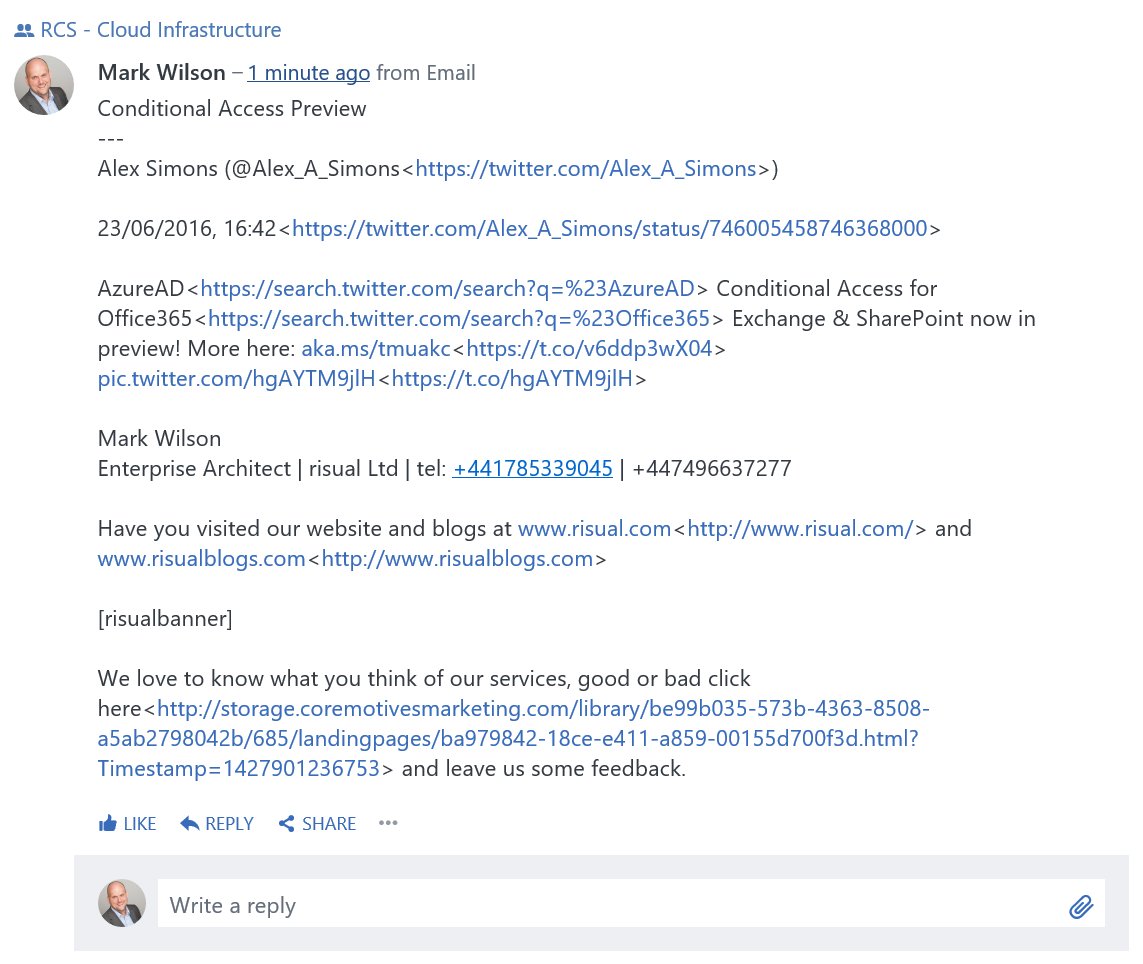 RCS - Cloud Infrastructure
Mark Wilson – 1 minute ago from Email
Conditional Access Preview
---
Alex Simons (@Alex_A_Simons<https://twitter.com/Alex_A_Simons>)
23/06/2016, 16:42<https://twitter.com/Alex_A_Simons/status/746005458746368000>
AzureAD<https://search.twitter.com/search?q=%23AzureAD> Conditional Access for
Office365<https://search.twitter.com/search?q=%23Office365> Exchange & SharePoint now in
preview! More here: aka.ms/tmuakc<https://t.co/v6ddp3wX04>
pic.twitter.com/hgAYTM9jlH<https://t.co/hgAYTM9jlH>
Mark Wilson
Enterprise Architect | risual Ltd | tel: +441785339045 | +447496637277
Have you visited our website and blogs at www.risual.com<http://www.risual.com/> and
www.risualblogs.com<http://www.risualblogs.com>
[risualbanner]
We love to know what you think of our services, good or bad click
here<http://storage.coremotivesmarketing.com/library/be99b035-573b-4363-8508-
a5ab2798042b/685/landingpages/ba979842-18ce-e411-a859-00155d700f3d.html?
Timestamp=1427901236753> and leave us some feedback.
LIKE REPLY SHARE
Write a reply